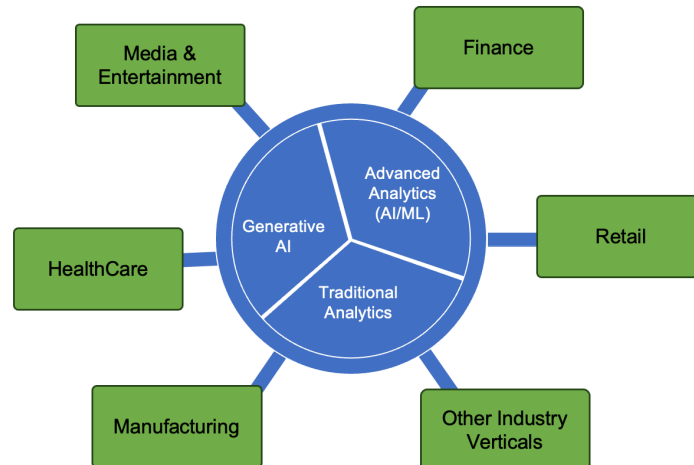 Media &
Entertainment
Finance
Advanced
Analytics
(AI/ML)
Generative
AI
Traditional
Analytics
HealthCare
Retail
Manufacturing
Other Industry
Verticals